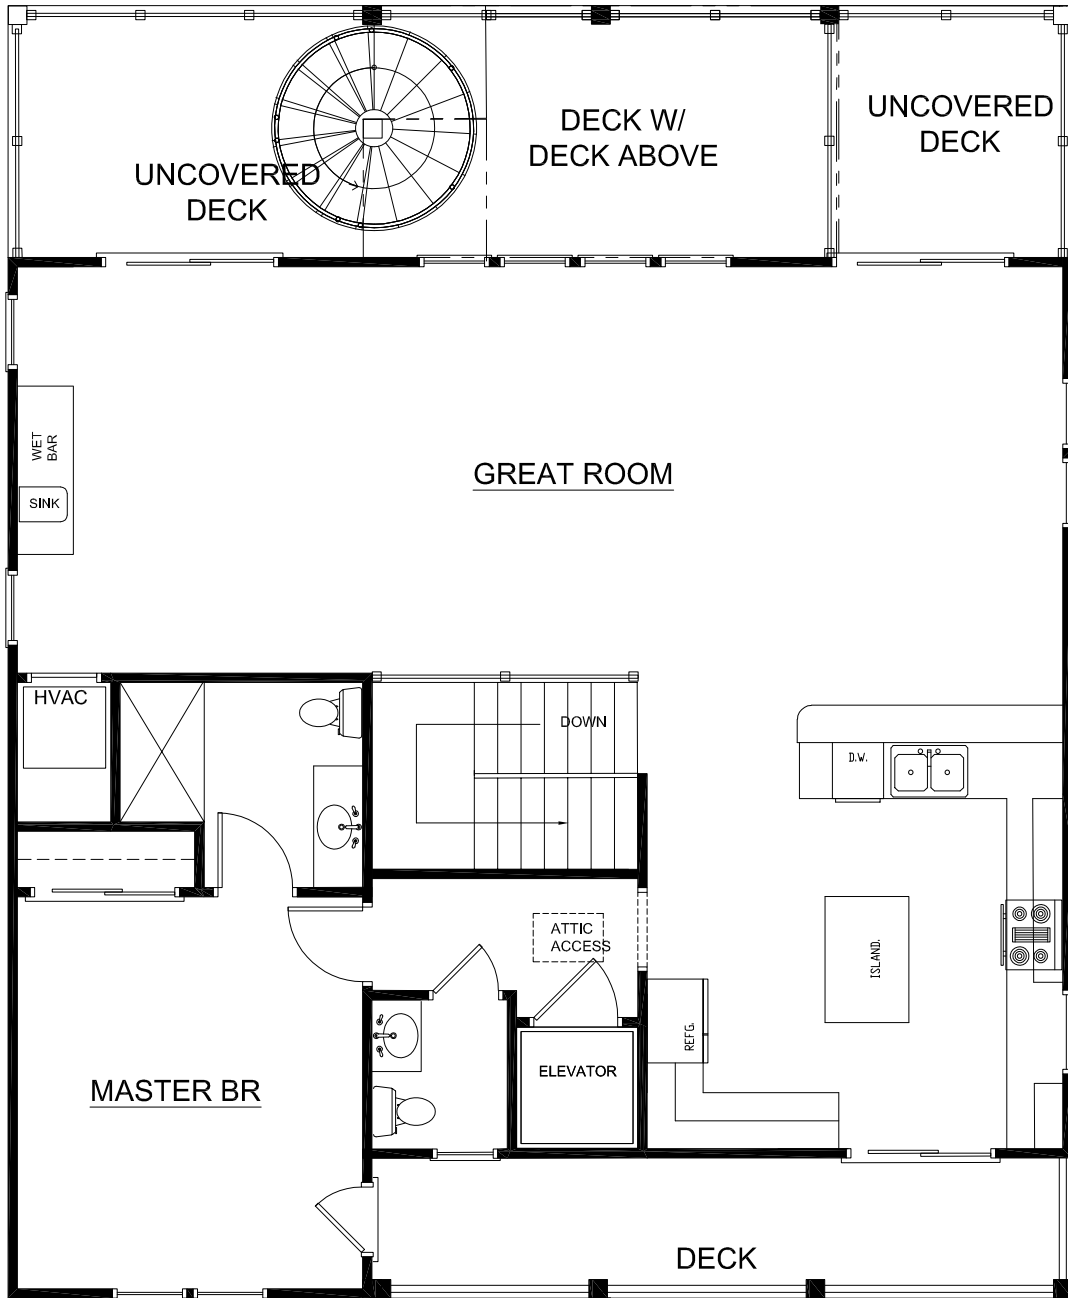 UNCOVERED
DECK
DECK W/
DECK ABOVE
UNCOVERED
DECK
WET
BAR
SINK
GREAT ROOM
HVAC
DOWN
D.W.
ATTIC
ACCESS
ISLAND.
REFG.
ELEVATOR
MASTER BR
DECK